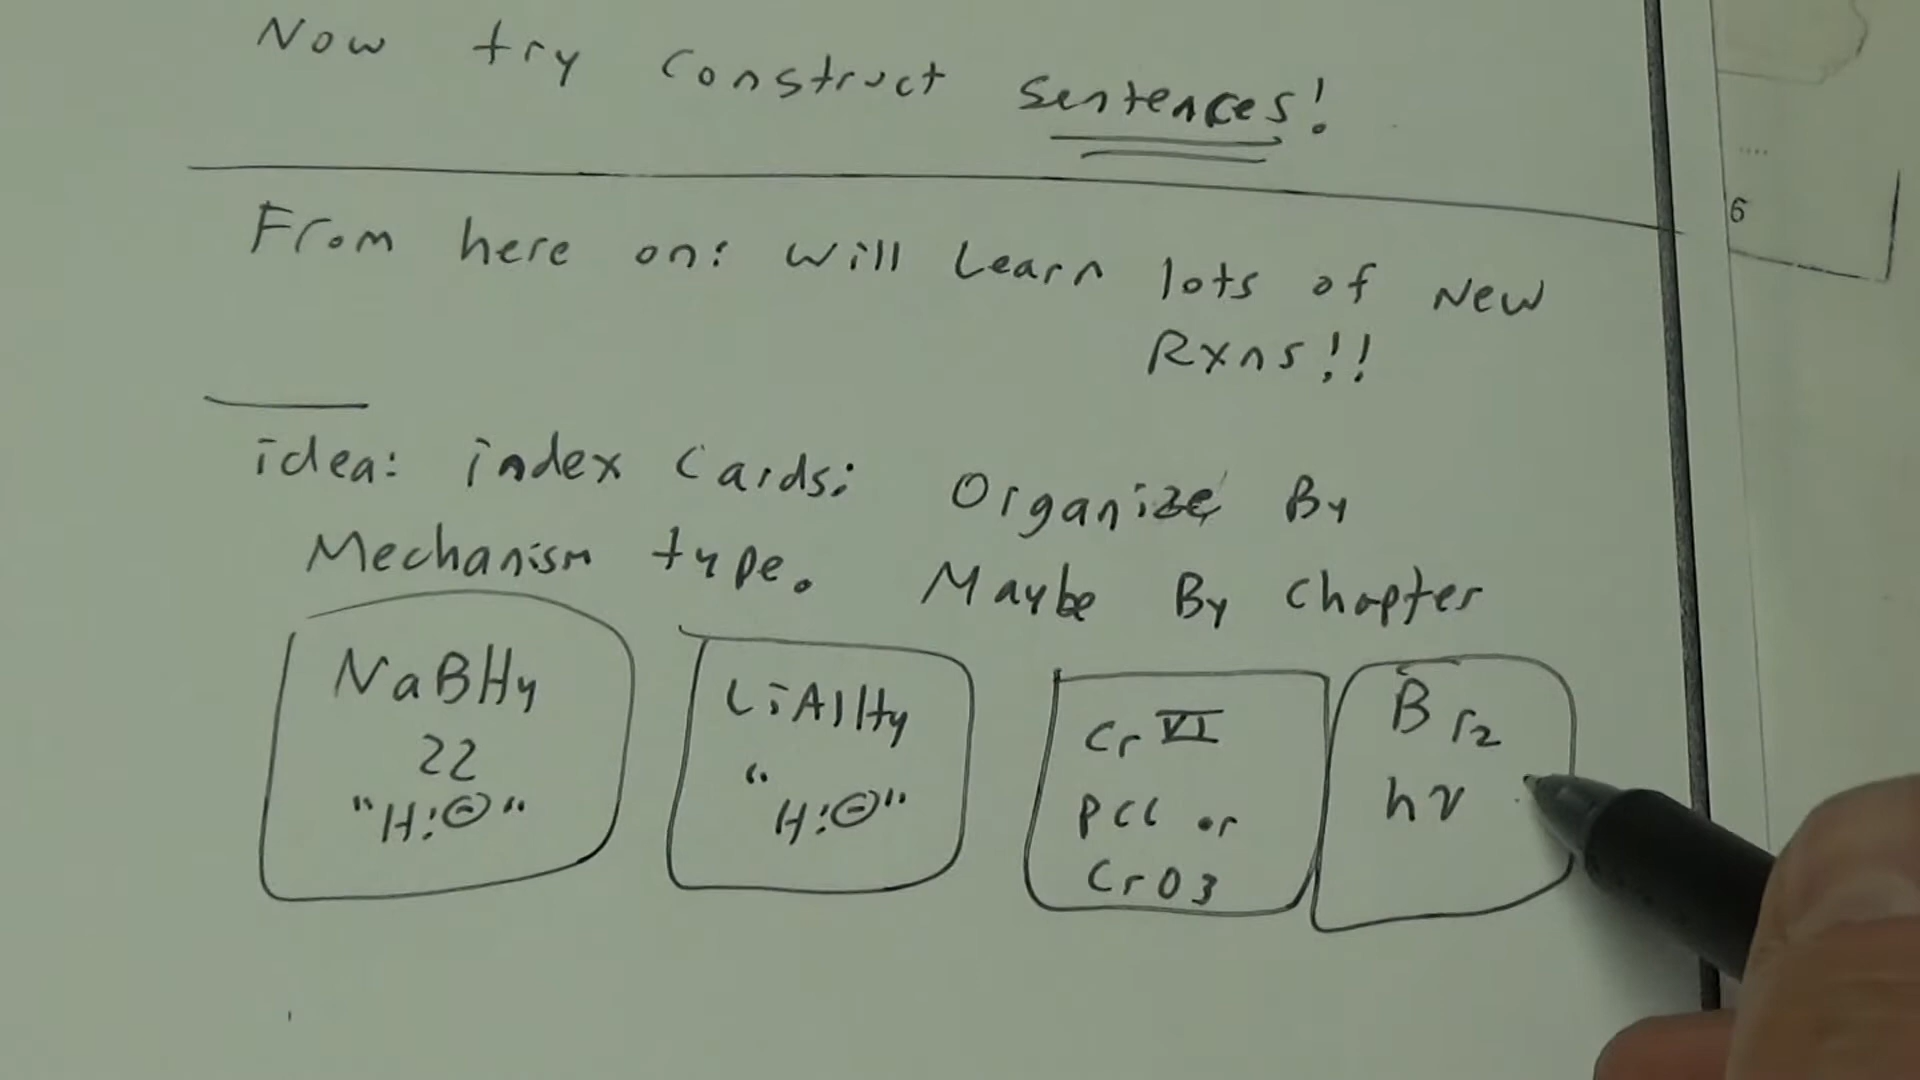 Now try construct sentences!
From here on: will Learn lots of New
Rxns!!
idea: index Cards: Organize By
Mechanism type. Maybe By Chapter
NaBH4
22
"H:⊖"
LiAlH4
"H:⊖"
Cr VI
PCC or
CrO3
Br2
hν
6